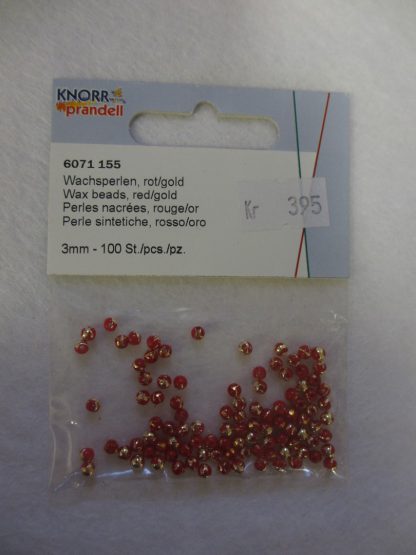 KNORR
prandell
6071 155
Wachsperlen, rot/gold
Wax beads, red/gold
Perles nacrées, rouge/or
Perle sintetiche, rosso/oro
3mm - 100 St./pcs./pz.
Kr 395